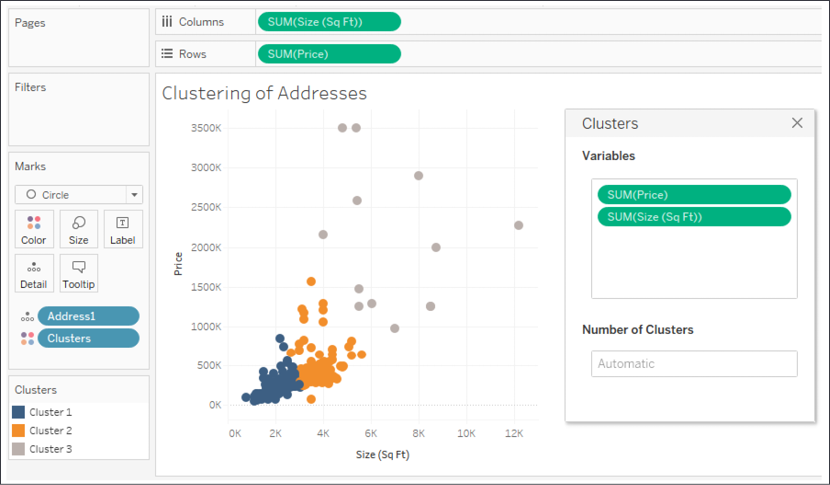 Pages
Columns
SUM(Size (Sq Ft))
Rows
SUM(Price)
Filters
Marks
Circle
Color
Size
Label
Detail
Tooltip
Address1
Clusters
Clusters
Cluster 1
Cluster 2
Cluster 3
Clustering of Addresses
3500K
3000K
2500K
2000K
1500K
1000K
500K
0K
Price
0K
2K
4K
6K
8K
10K
12K
Size (Sq Ft)
Clusters
Variables
SUM(Price)
SUM(Size (Sq Ft))
Number of Clusters
Automatic